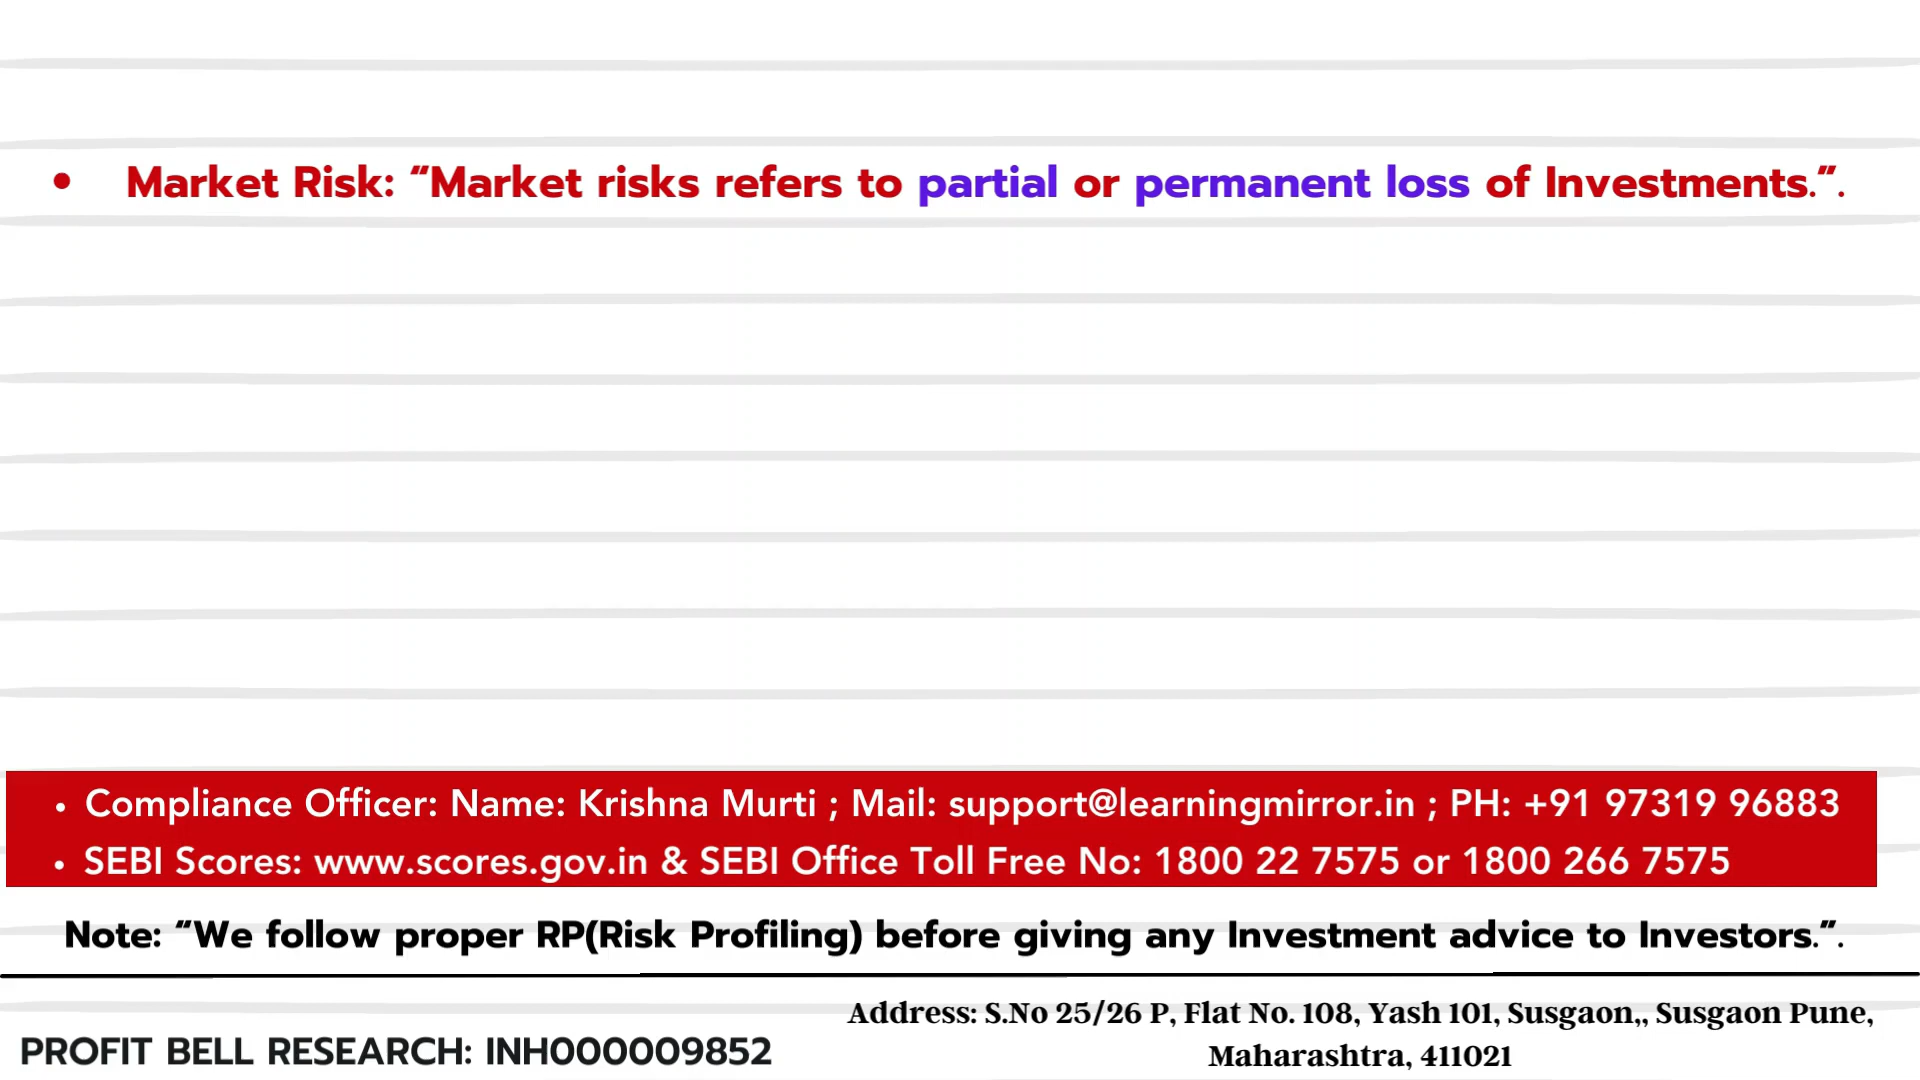 • Market Risk: “Market risks refers to partial or permanent loss of Investments.”.
• Compliance Officer: Name: Krishna Murti ; Mail: support@learningmirror.in ; PH: +91 97319 96883
• SEBI Scores: www.scores.gov.in & SEBI Office Toll Free No: 1800 22 7575 or 1800 266 7575
Note: “We follow proper RP(Risk Profiling) before giving any Investment advice to Investors.”.
PROFIT BELL RESEARCH: INH000009852
Address: S.No 25/26 P, Flat No. 108, Yash 101, Susgaon,, Susgaon Pune,
Maharashtra, 411021